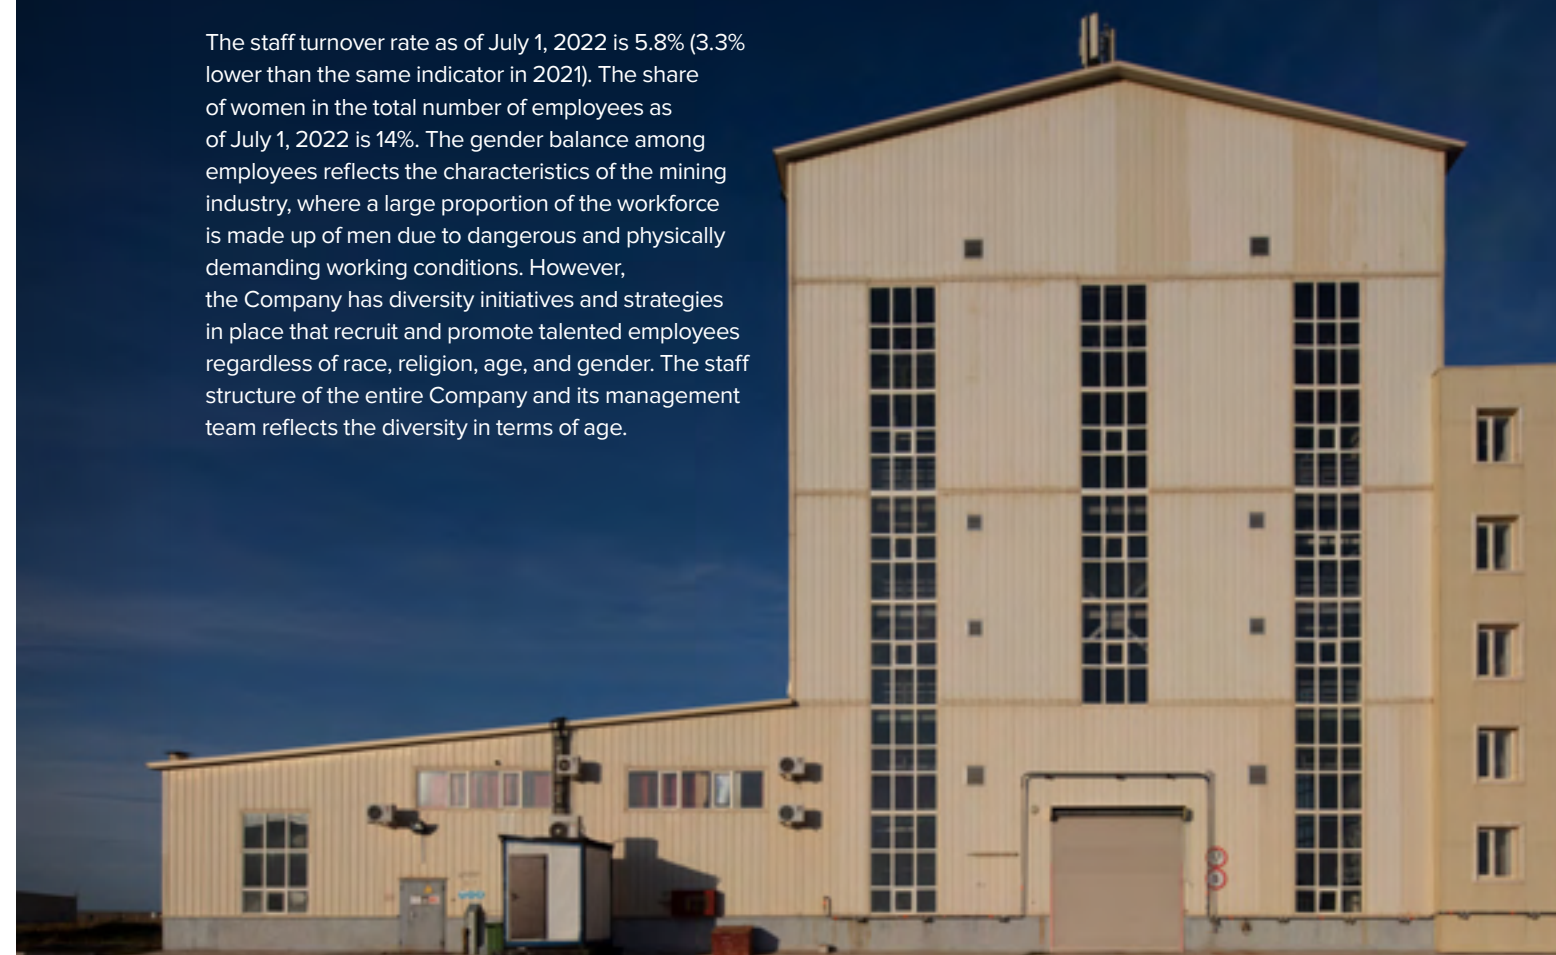 The staff turnover rate as of July 1, 2022 is 5.8% (3.3%
lower than the same indicator in 2021). The share
of women in the total number of employees as
of July 1, 2022 is 14%. The gender balance among
employees reflects the characteristics of the mining
industry, where a large proportion of the workforce
is made up of men due to dangerous and physically
demanding working conditions. However,
the Company has diversity initiatives and strategies
in place that recruit and promote talented employees
regardless of race, religion, age, and gender. The staff
structure of the entire Company and its management
team reflects the diversity in terms of age.